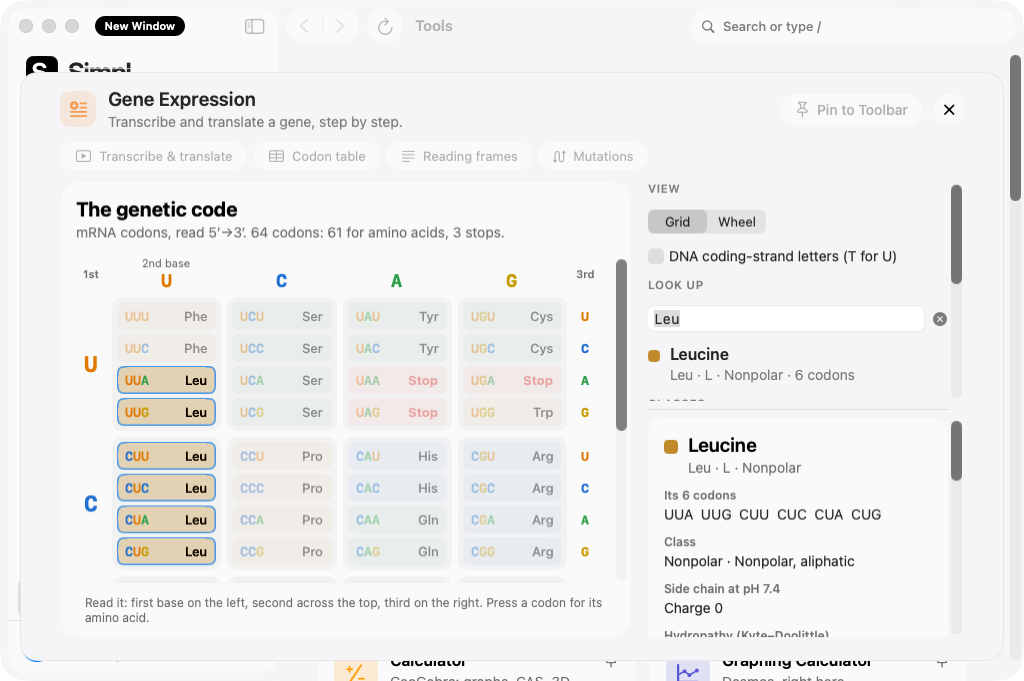 New Window
Tools
Search or type /
Simpl
Gene Expression
Transcribe and translate a gene, step by step.
Pin to Toolbar
Transcribe & translate
Codon table
Reading frames
Mutations
The genetic code
mRNA codons, read 5′→3′. 64 codons: 61 for amino acids, 3 stops.
1st
2nd base
3rd
U
C
A
G
U
UUU Phe UCU Ser UAU Tyr UGU Cys U
UUC Phe UCC Ser UAC Tyr UGC Cys C
UUA Leu UCA Ser UAA Stop UGA Stop A
UUG Leu UCG Ser UAG Stop UGG Trp G
C
CUU Leu CCU Pro CAU His CGU Arg U
CUC Leu CCC Pro CAC His CGC Arg C
CUA Leu CCA Pro CAA Gln CGA Arg A
CUG Leu CCG Pro CAG Gln CGG Arg G
Read it: first base on the left, second across the top, third on the right. Press a codon for its
amino acid.
VIEW
Grid
Wheel
DNA coding-strand letters (T for U)
LOOK UP
Leu
Leucine
Leu · L · Nonpolar · 6 codons
Leucine
Leu · L · Nonpolar
Its 6 codons
UUA UUG CUU CUC CUA CUG
Class
Nonpolar · Nonpolar, aliphatic
Side chain at pH 7.4
Charge 0
Hydropathy (Kyte–Doolittle)
Calculator
GeoGebra: graphs, CAS, 3D
Graphing Calculator
Desmos, right here